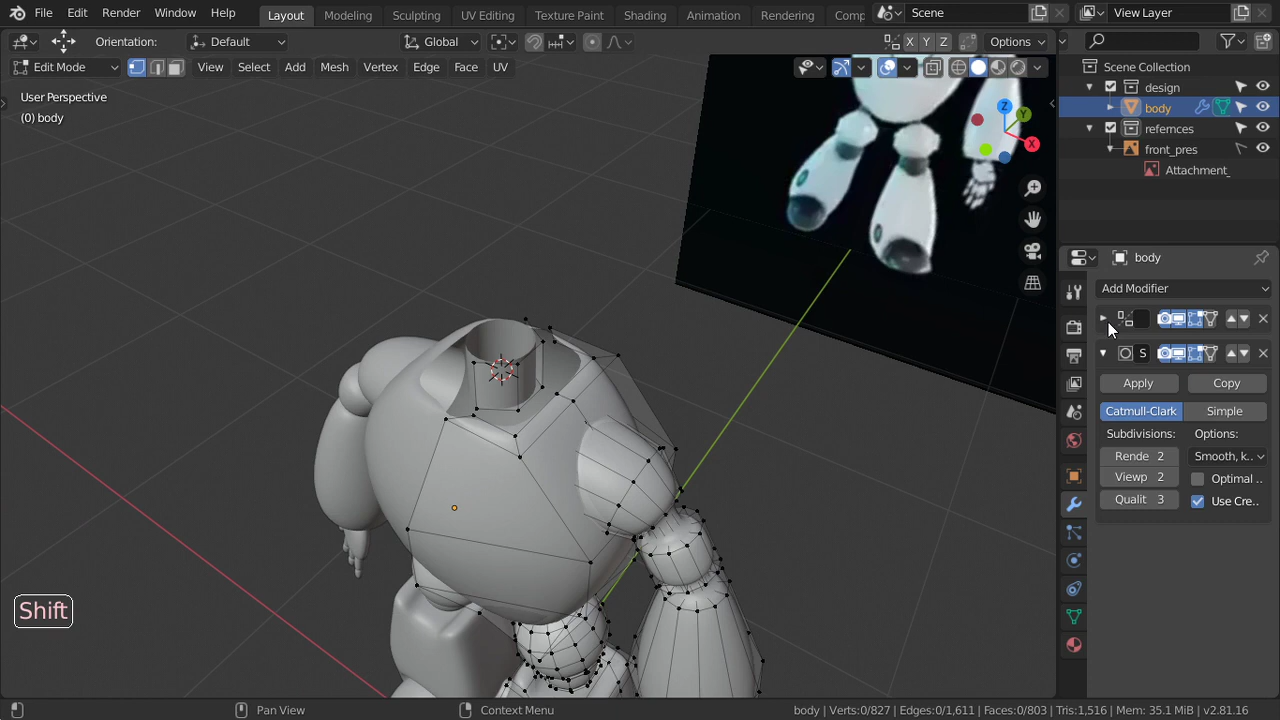 File Edit Render Window Help Layout Modeling Sculpting UV Editing Texture Paint Shading Animation Rendering Comp Scene View Layer
Orientation: Default Global X Y Z Options
Edit Mode View Select Add Mesh Vertex Edge Face UV
User Perspective
(0) body
Z
Y
X
Scene Collection
design
body
refernces
front_pres
Attachment_
body
Add Modifier
S
Apply Copy
Catmull-Clark Simple
Subdivisions: Options:
Rende 2 Smooth, k..
Viewp 2 Optimal ..
Qualit 3 Use Cre..
Shift
Pan View Context Menu body | Verts:0/827 | Edges:0/1,611 | Faces:0/803 | Tris:1,516 | Mem: 35.1 MiB | v2.81.16